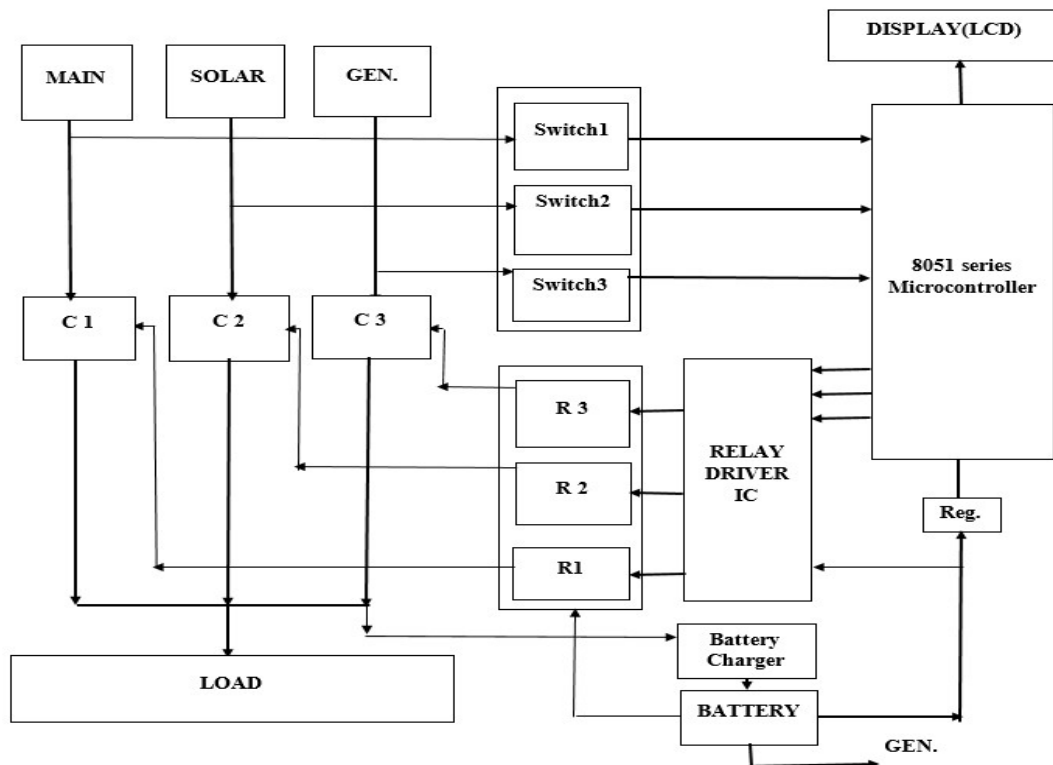 DISPLAY(LCD)
MAIN
SOLAR
GEN.
Switch1
Switch2
Switch3
8051 series
Microcontroller
C 1
C 2
C 3
R 3
R 2
R1
RELAY
DRIVER
IC
Reg.
Battery
Charger
LOAD
BATTERY
GEN.